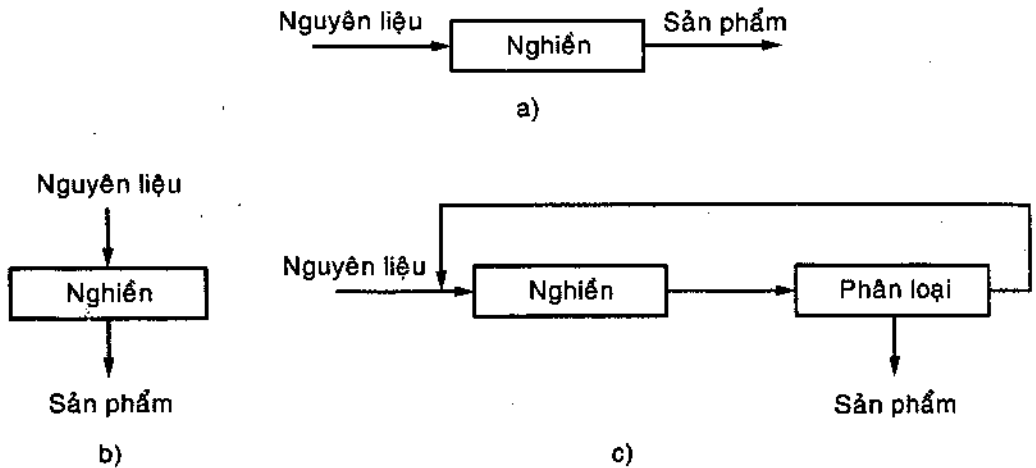 Nguyên liệu
Nghiền
Sản phẩm
a)
Nguyên liệu
Nghiền
Sản phẩm
b)
Nguyên liệu
Nghiền
Phân loại
Sản phẩm
c)